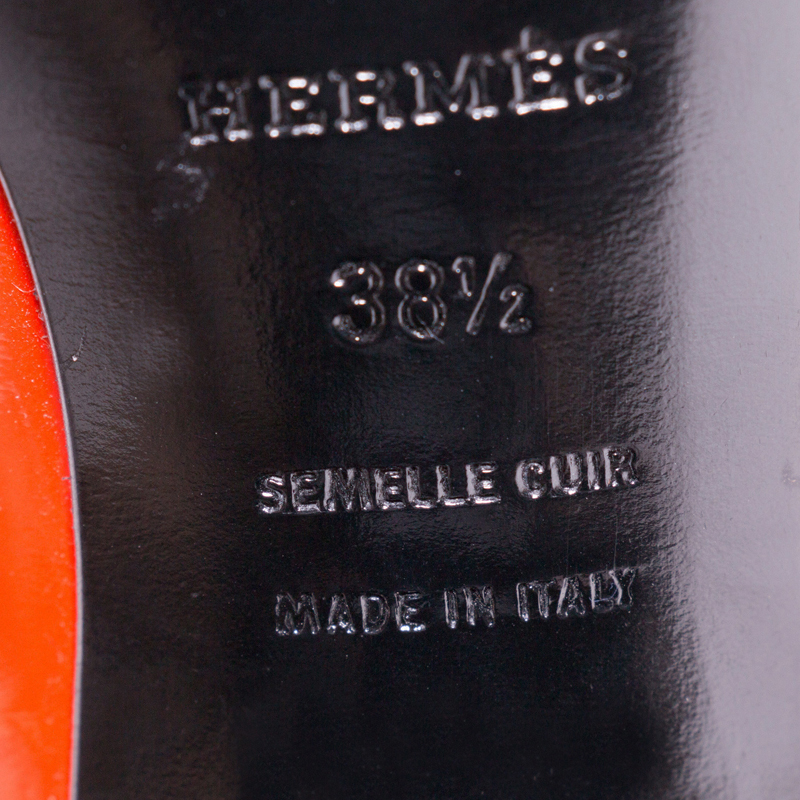 HERMÈS
38½
SEMELLE CUIR
MADE IN ITALY